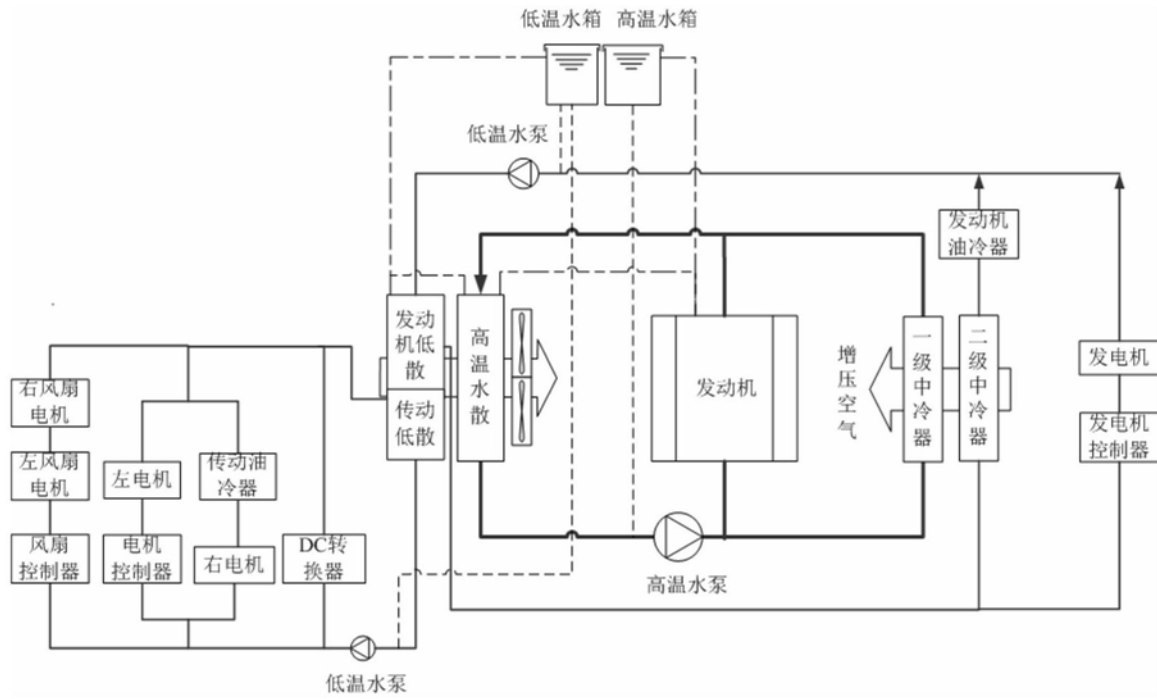 低温水箱
高温水箱
低温水泵
发动机
油冷器
发动
机低
散
传动
低散
高温水散
发动机
增压空气
一级中冷器
二级中冷器
发电机
发电机
控制器
右风扇
电机
左风扇
电机
风扇
控制器
左电机
电机
控制器
传动油
冷器
右电机
DC转
换器
高温水泵
低温水泵